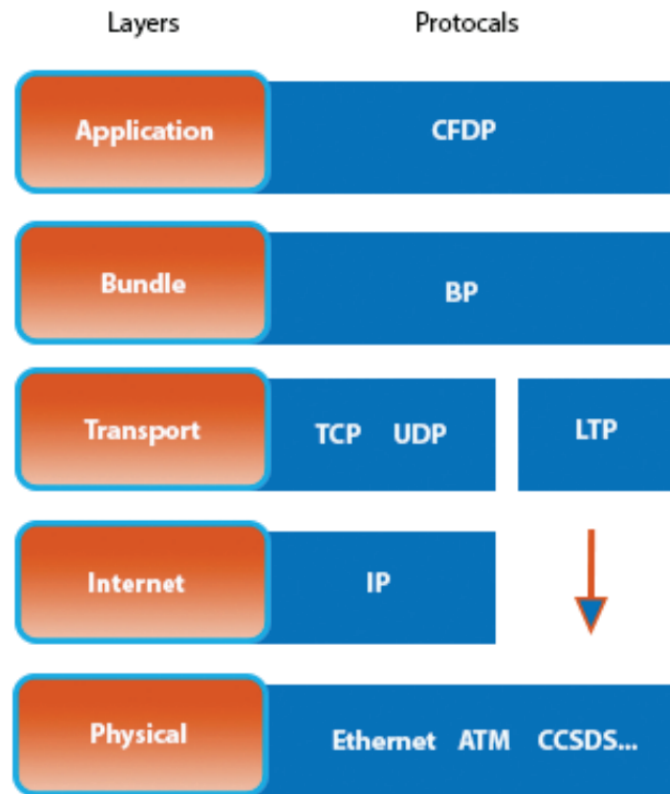 Layers Protocals
Application CFDP
Bundle BP
Transport TCP UDP LTP
Internet IP
Physical Ethernet ATM CCSDS...